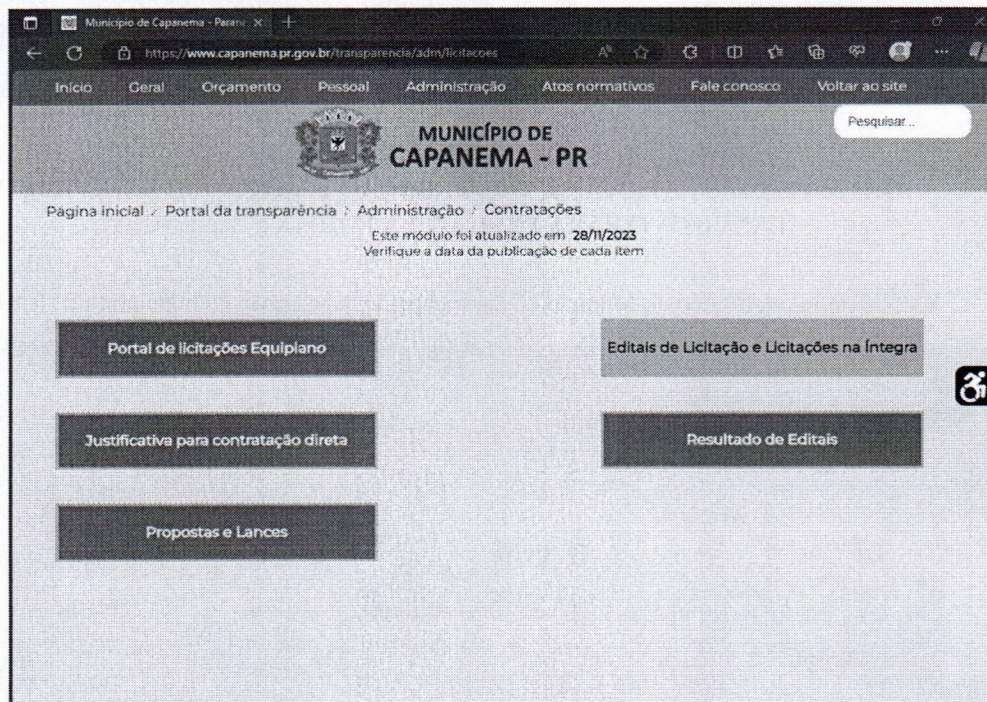 Município de Capanema - Paraná
https://www.capanema.pr.gov.br/transparencia/adm/licitacoes
Início Geral Orçamento Pessoal Administração Atos normativos Fale conosco Voltar ao site
Pesquisar...
MUNICÍPIO DE
CAPANEMA - PR
Pagina inicial / Portal da transparência / Administração / Contratações
Este módulo foi atualizado em 28/11/2023
Verifique a data da publicação de cada item
Portal de licitações Equiplano
Editais de Licitação e Licitações na Íntegra
Justificativa para contratação direta
Resultado de Editais
Propostas e Lances